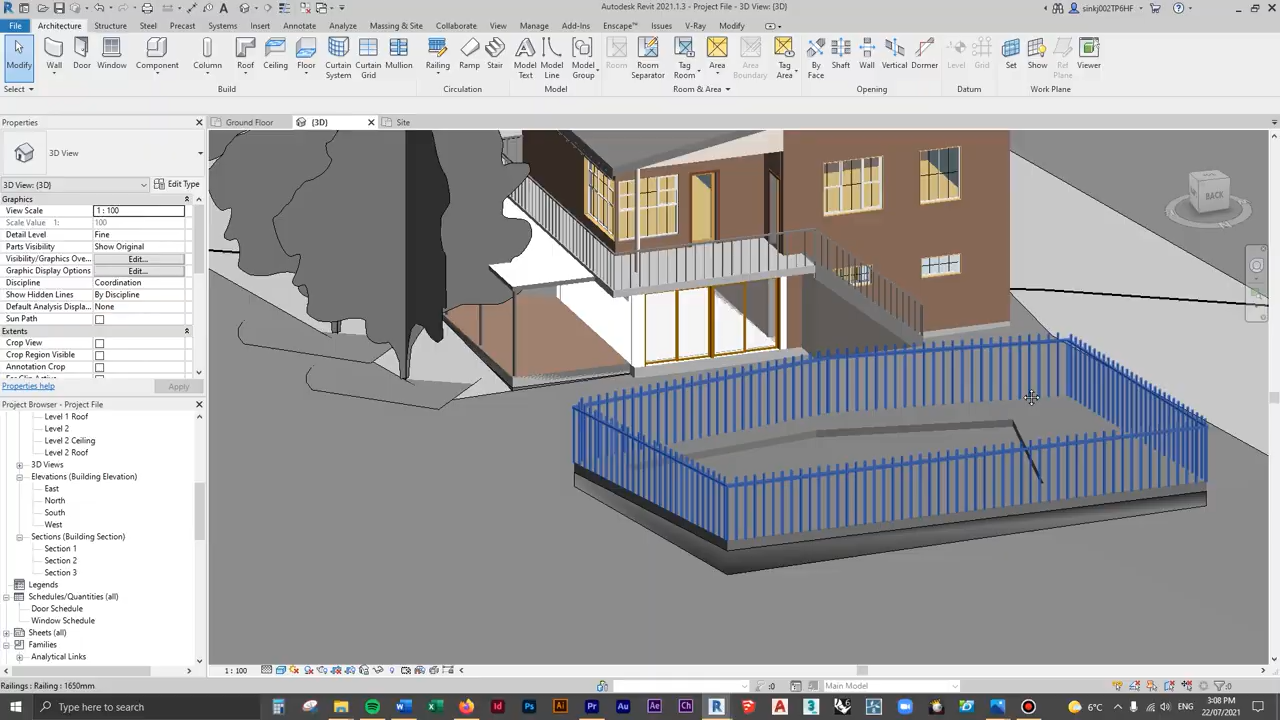 Autodesk Revit 2021.1.3 - Project File - View: {3D}
sinkj002TP6HF
File Architecture Structure Steel Precast Systems Insert Annotate Analyze Massing & Site Collaborate View Manage Add-Ins Enscape™ Issues V-Ray Modify
Modify Wall Door Window Component Column Roof Ceiling Floor Curtain System Curtain Grid Mullion Railing Ramp Stair Model Text Model Line Model Group Room Room Separator Tag Room Area Area Boundary Tag Area By Face Shaft Wall Vertical Dormer Level Grid Set Show Ref Plane Viewer
Select Build Circulation Model Room & Area Opening Datum Work Plane
Properties
Ground Floor {3D} Site
3D View
3D View: {3D} Edit Type
Graphics
View Scale 1 : 100
Scale Value 1: 100
Detail Level Fine
Parts Visibility Show Original
Visibility/Graphics Ove... Edit...
Graphic Display Options Edit...
Discipline Coordination
Show Hidden Lines By Discipline
Default Analysis Displa... None
Sun Path
Extents
Crop View
Crop Region Visible
Annotation Crop
Properties help Apply
Project Browser - Project File
Level 1 Roof
Level 2
Level 2 Ceiling
Level 2 Roof
3D Views
Elevations (Building Elevation)
East
North
South
West
Sections (Building Section)
Section 1
Section 2
Section 3
Legends
Schedules/Quantities (all)
Door Schedule
Window Schedule
Sheets (all)
Families
Analytical Links
BACK
1 : 100
Railings : Railing : 1650mm
:0 Main Model :0
Type here to search
6°C ENG 3:08 PM
22/07/2021